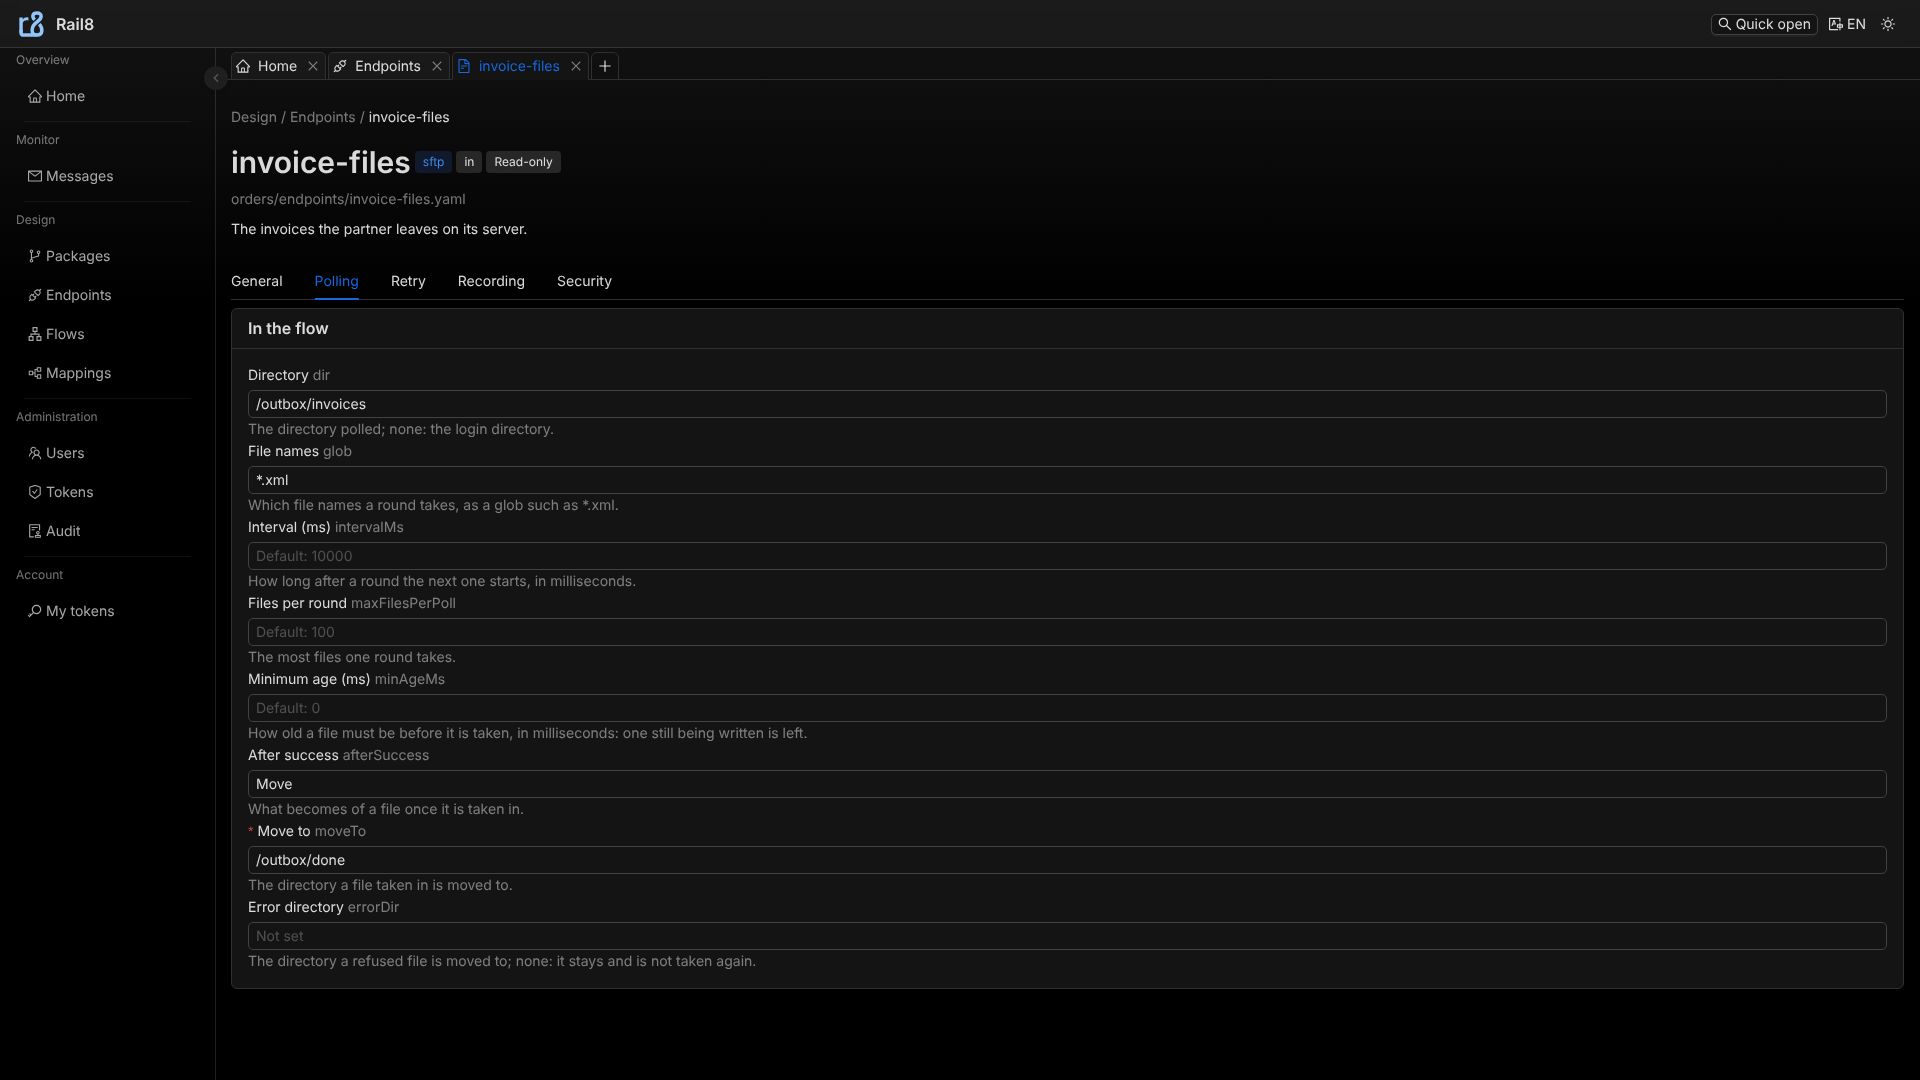 r8 Rail8
Quick open
EN
Overview
Home
Monitor
Messages
Design
Packages
Endpoints
Flows
Mappings
Administration
Users
Tokens
Audit
Account
My tokens
Home
Endpoints
invoice-files
Design / Endpoints / invoice-files
invoice-files sftp in Read-only
orders/endpoints/invoice-files.yaml
The invoices the partner leaves on its server.
General Polling Retry Recording Security
In the flow
Directory dir
/outbox/invoices
The directory polled; none: the login directory.
File names glob
*.xml
Which file names a round takes, as a glob such as *.xml.
Interval (ms) intervalMs
Default: 10000
How long after a round the next one starts, in milliseconds.
Files per round maxFilesPerPoll
Default: 100
The most files one round takes.
Minimum age (ms) minAgeMs
Default: 0
How old a file must be before it is taken, in milliseconds: one still being written is left.
After success afterSuccess
Move
What becomes of a file once it is taken in.
* Move to moveTo
/outbox/done
The directory a file taken in is moved to.
Error directory errorDir
Not set
The directory a refused file is moved to; none: it stays and is not taken again.